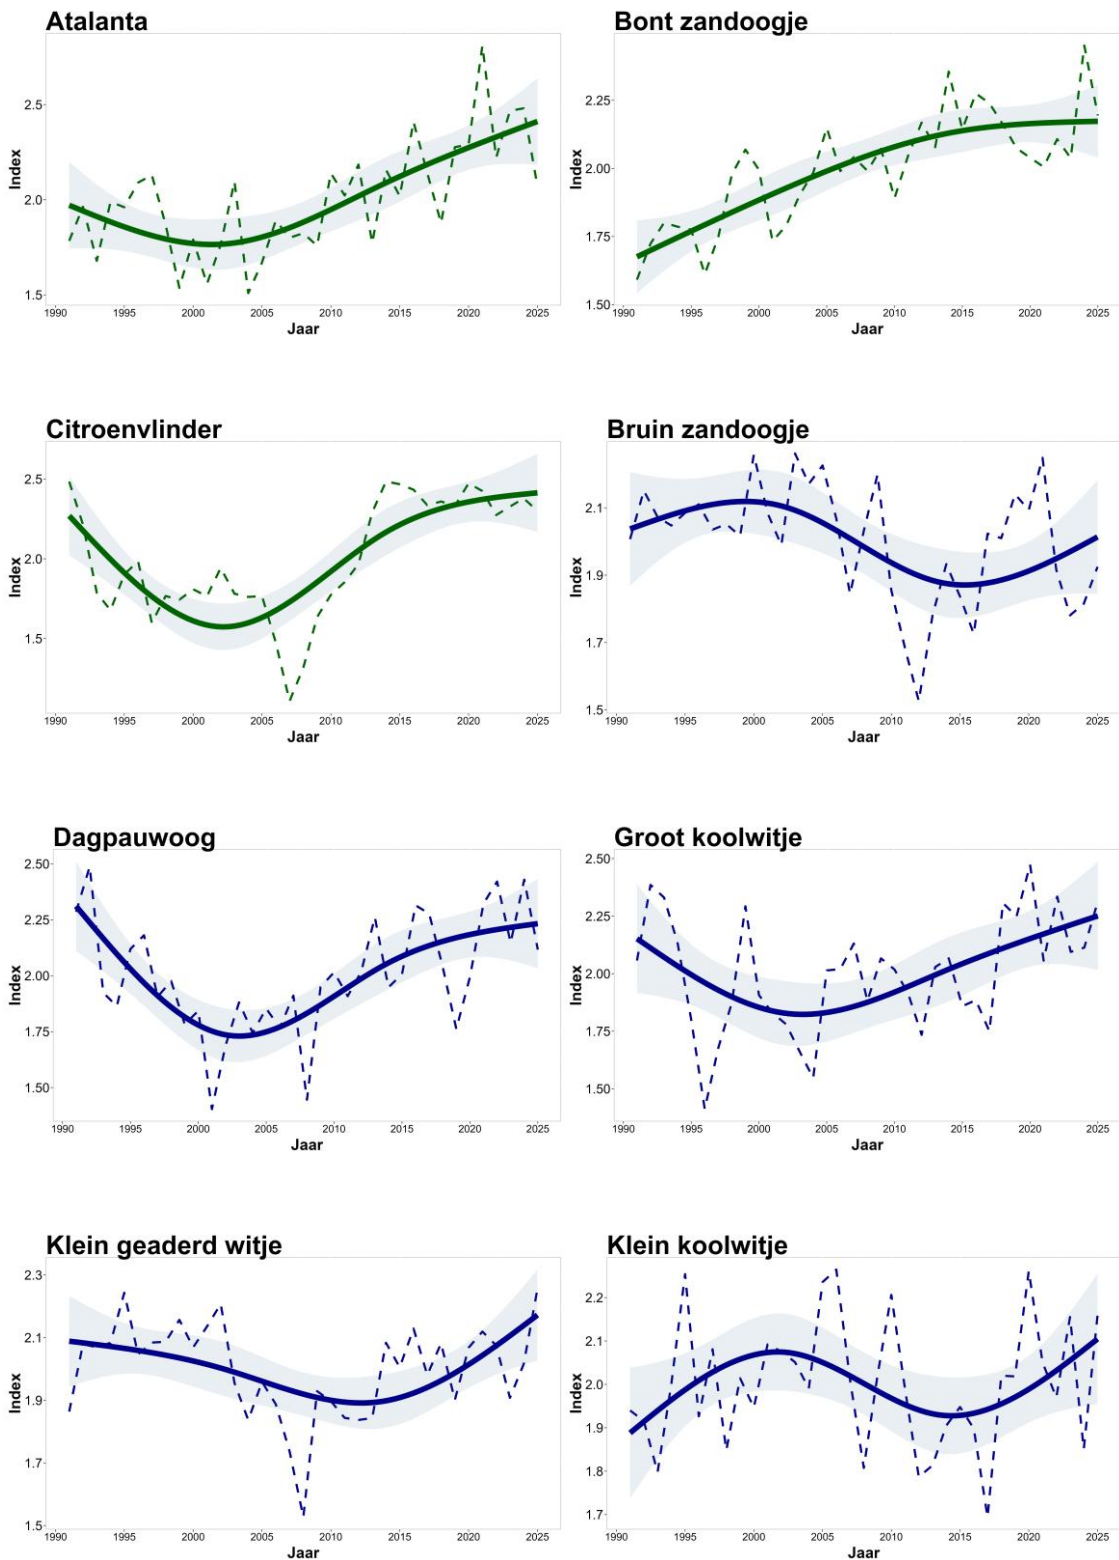 Atalanta
Index
2.5
2.0
1.5
1990 1995 2000 2005 2010 2015 2020 2025
Jaar
Bont zandoogje
Index
2.25
2.00
1.75
1.50
1990 1995 2000 2005 2010 2015 2020 2025
Jaar
Citroenvlinder
Index
2.5
2.0
1.5
1990 1995 2000 2005 2010 2015 2020 2025
Jaar
Bruin zandoogje
Index
2.1
1.9
1.7
1.5
1990 1995 2000 2005 2010 2015 2020 2025
Jaar
Dagpauwoog
Index
2.50
2.25
2.00
1.75
1.50
1990 1995 2000 2005 2010 2015 2020 2025
Jaar
Groot koolwitje
Index
2.50
2.25
2.00
1.75
1.50
1990 1995 2000 2005 2010 2015 2020 2025
Jaar
Klein geaderd witje
Index
2.3
2.1
1.9
1.7
1.5
1990 1995 2000 2005 2010 2015 2020 2025
Jaar
Klein koolwitje
Index
2.2
2.1
2.0
1.9
1.8
1.7
1990 1995 2000 2005 2010 2015 2020 2025
Jaar